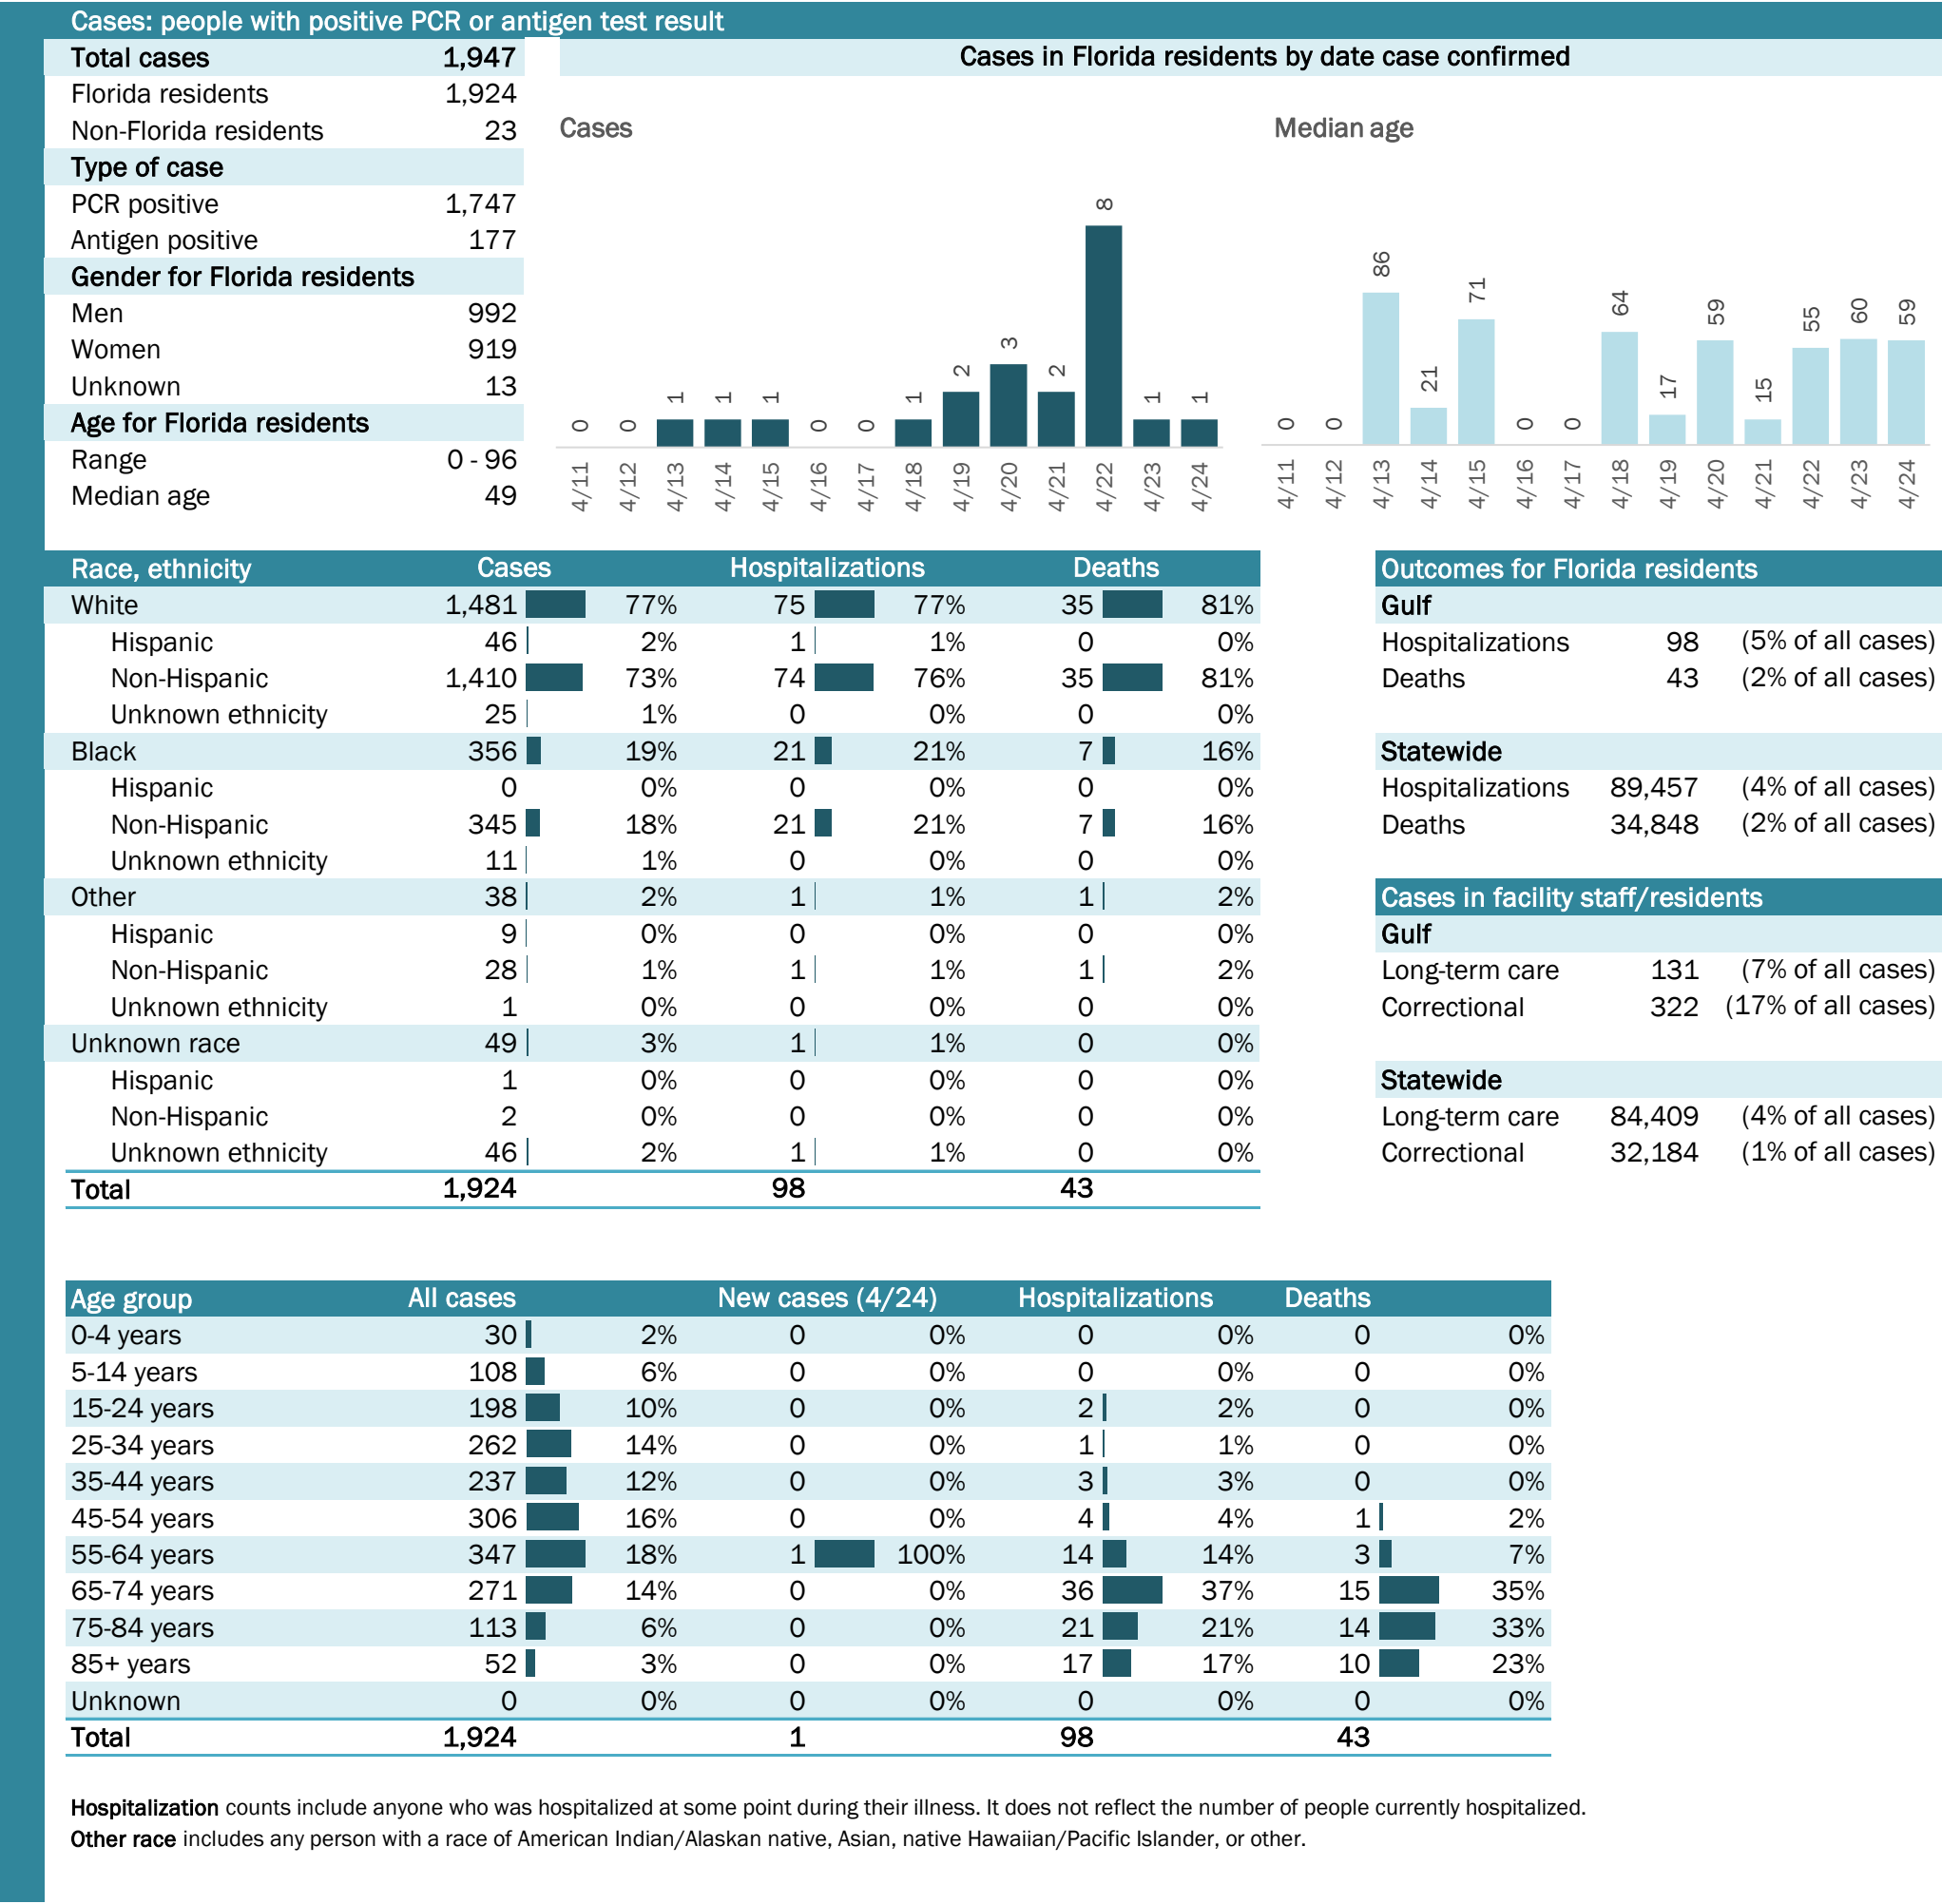 Cases: people with positive PCR or antigen test result
Total cases 1,947
Florida residents 1,924
Non-Florida residents 23
Type of case
PCR positive 1,747
Antigen positive 177
Gender for Florida residents
Men 992
Women 919
Unknown 13
Age for Florida residents
Range 0 - 96
Median age 49
Cases in Florida residents by date case confirmed
Cases
0 0 1 1 1 0 0 1 2 3 2 8 1 1
4/11 4/12 4/13 4/14 4/15 4/16 4/17 4/18 4/19 4/20 4/21 4/22 4/23 4/24
Median age
0 0 86 21 71 0 0 64 17 59 15 55 60 59
4/11 4/12 4/13 4/14 4/15 4/16 4/17 4/18 4/19 4/20 4/21 4/22 4/23 4/24
Race, ethnicity Cases Hospitalizations Deaths
White 1,481 77% 75 77% 35 81%
Hispanic 46 2% 1 1% 0 0%
Non-Hispanic 1,410 73% 74 76% 35 81%
Unknown ethnicity 25 1% 0 0% 0 0%
Black 356 19% 21 21% 7 16%
Hispanic 0 0% 0 0% 0 0%
Non-Hispanic 345 18% 21 21% 7 16%
Unknown ethnicity 11 1% 0 0% 0 0%
Other 38 2% 1 1% 1 2%
Hispanic 9 0% 0 0% 0 0%
Non-Hispanic 28 1% 1 1% 1 2%
Unknown ethnicity 1 0% 0 0% 0 0%
Unknown race 49 3% 1 1% 0 0%
Hispanic 1 0% 0 0% 0 0%
Non-Hispanic 2 0% 0 0% 0 0%
Unknown ethnicity 46 2% 1 1% 0 0%
Total 1,924 98 43
Outcomes for Florida residents
Gulf
Hospitalizations 98 (5% of all cases)
Deaths 43 (2% of all cases)
Statewide
Hospitalizations 89,457 (4% of all cases)
Deaths 34,848 (2% of all cases)
Cases in facility staff/residents
Gulf
Long-term care 131 (7% of all cases)
Correctional 322 (17% of all cases)
Statewide
Long-term care 84,409 (4% of all cases)
Correctional 32,184 (1% of all cases)
Age group All cases New cases (4/24) Hospitalizations Deaths
0-4 years 30 2% 0 0% 0 0% 0 0%
5-14 years 108 6% 0 0% 0 0% 0 0%
15-24 years 198 10% 0 0% 2 2% 0 0%
25-34 years 262 14% 0 0% 1 1% 0 0%
35-44 years 237 12% 0 0% 3 3% 0 0%
45-54 years 306 16% 0 0% 4 4% 1 2%
55-64 years 347 18% 1 100% 14 14% 3 7%
65-74 years 271 14% 0 0% 36 37% 15 35%
75-84 years 113 6% 0 0% 21 21% 14 33%
85+ years 52 3% 0 0% 17 17% 10 23%
Unknown 0 0% 0 0% 0 0% 0 0%
Total 1,924 1 98 43
Hospitalization counts include anyone who was hospitalized at some point during their illness. It does not reflect the number of people currently hospitalized.
Other race includes any person with a race of American Indian/Alaskan native, Asian, native Hawaiian/Pacific Islander, or other.